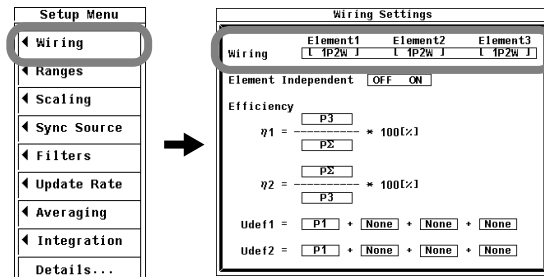 Setup Menu
Wiring
Ranges
Scaling
Sync Source
Filters
Update Rate
Averaging
Integration
Details...
Wiring Settings
Element1 Element2 Element3
Wiring [ 1P2W ] [ 1P2W ] [ 1P2W ]
Element Independent OFF ON
Efficiency
P3
η1 = ---------- * 100[%]
PΣ
PΣ
η2 = ---------- * 100[%]
P3
Udef1 = P1 + None + None + None
Udef2 = P1 + None + None + None